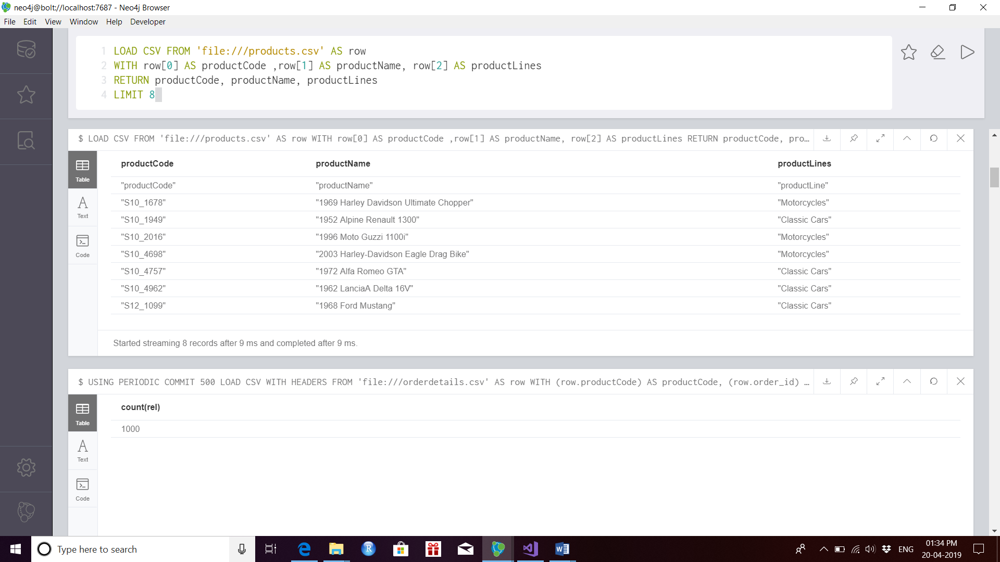 neo4j@bolt://localhost:7687 - Neo4j Browser
File Edit View Window Help Developer
1 LOAD CSV FROM 'file:///products.csv' AS row
2 WITH row[0] AS productCode ,row[1] AS productName, row[2] AS productLines
3 RETURN productCode, productName, productLines
4 LIMIT 8
$ LOAD CSV FROM 'file:///products.csv' AS row WITH row[0] AS productCode ,row[1] AS productName, row[2] AS productLines RETURN productCode, pro…
Table
Text
Code
productCode productName productLines
"productCode" "productName" "productLine"
"S10_1678" "1969 Harley Davidson Ultimate Chopper" "Motorcycles"
"S10_1949" "1952 Alpine Renault 1300" "Classic Cars"
"S10_2016" "1996 Moto Guzzi 1100i" "Motorcycles"
"S10_4698" "2003 Harley-Davidson Eagle Drag Bike" "Motorcycles"
"S10_4757" "1972 Alfa Romeo GTA" "Classic Cars"
"S10_4962" "1962 LanciaA Delta 16V" "Classic Cars"
"S12_1099" "1968 Ford Mustang" "Classic Cars"
Started streaming 8 records after 9 ms and completed after 9 ms.
$ USING PERIODIC COMMIT 500 LOAD CSV WITH HEADERS FROM 'file:///orderdetails.csv' AS row WITH (row.productCode) AS productCode, (row.order_id) …
Table
Text
Code
count(rel)
1000
Type here to search
R
ENG
01:34 PM
20-04-2019